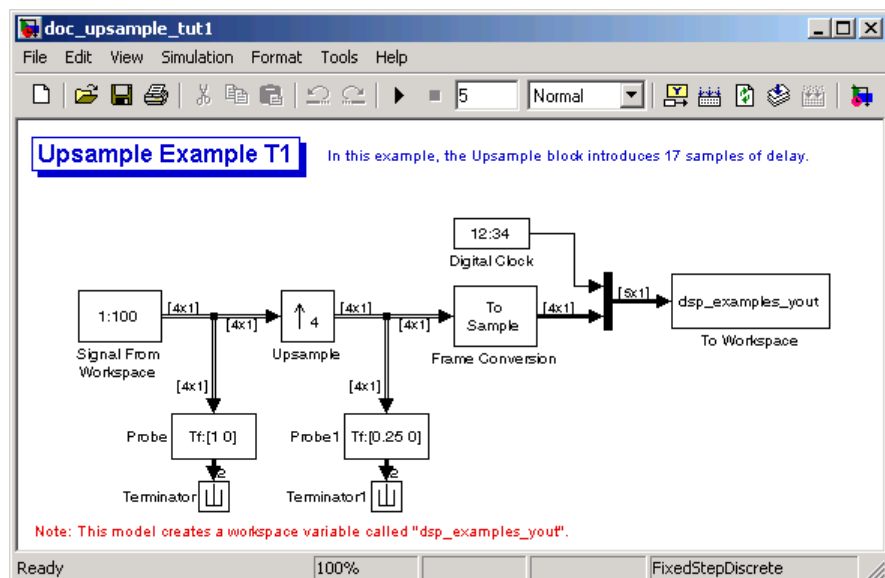 doc_upsample_tut1
File Edit View Simulation Format Tools Help
5 Normal
Upsample Example T1
In this example, the Upsample block introduces 17 samples of delay.
12:34
Digital Clock
1:100
Signal From
Workspace
[4x1]
[4x1]
[4x1]
4
Upsample
[4x1]
[4x1]
[4x1]
To
Sample
Frame Conversion
[4x1]
[5x1]
dsp_examples_yout
To Workspace
Probe
Tf:[1 0]
2
Terminator
Probe1
Tf:[0.25 0]
2
Terminator1
Note: This model creates a workspace variable called "dsp_examples_yout".
Ready 100% FixedStepDiscrete